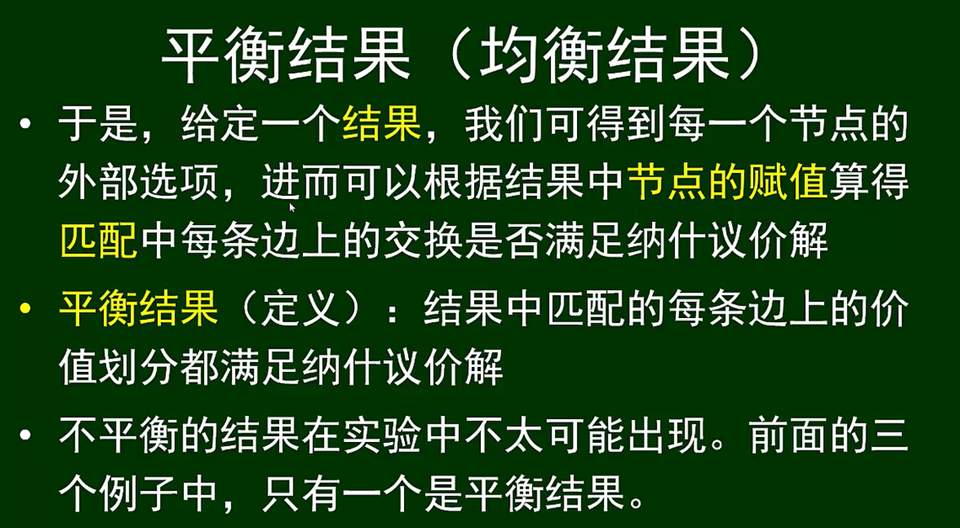 平衡结果（均衡结果）
• 于是，给定一个结果，我们可得到每一个节点的
外部选项，进而可以根据结果中节点的赋值算得
匹配中每条边上的交换是否满足纳什议价解
• 平衡结果（定义）：结果中匹配的每条边上的价
值划分都满足纳什议价解
• 不平衡的结果在实验中不太可能出现。前面的三
个例子中，只有一个是平衡结果。